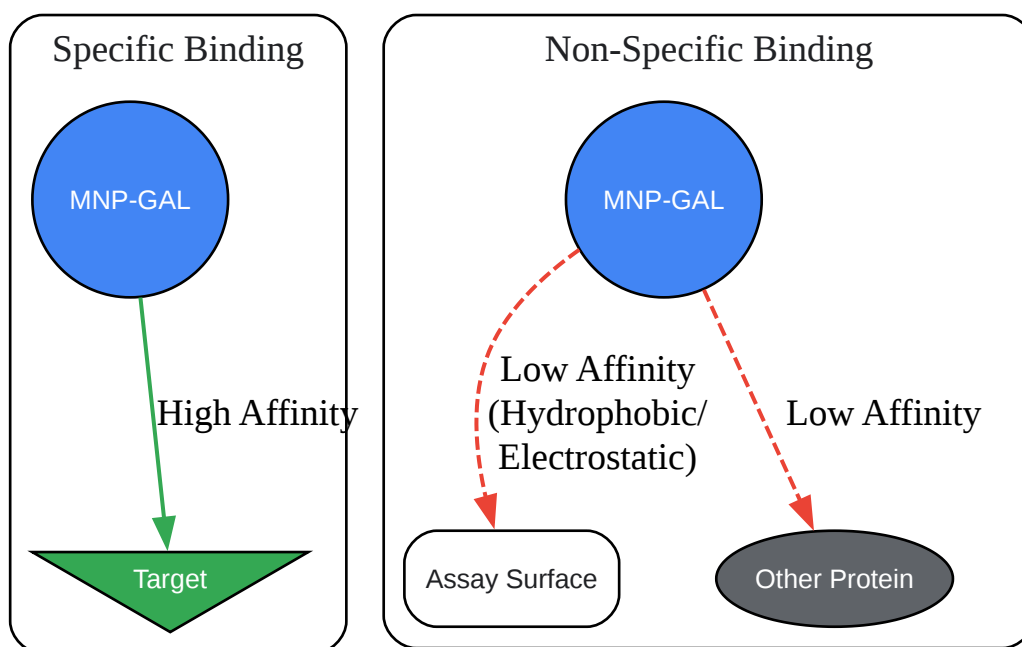 Specific Binding
MNP-GAL
High Affinity
Target
Non-Specific Binding
MNP-GAL
Low Affinity
(Hydrophobic/
Electrostatic)
Low Affinity
Assay Surface
Other Protein